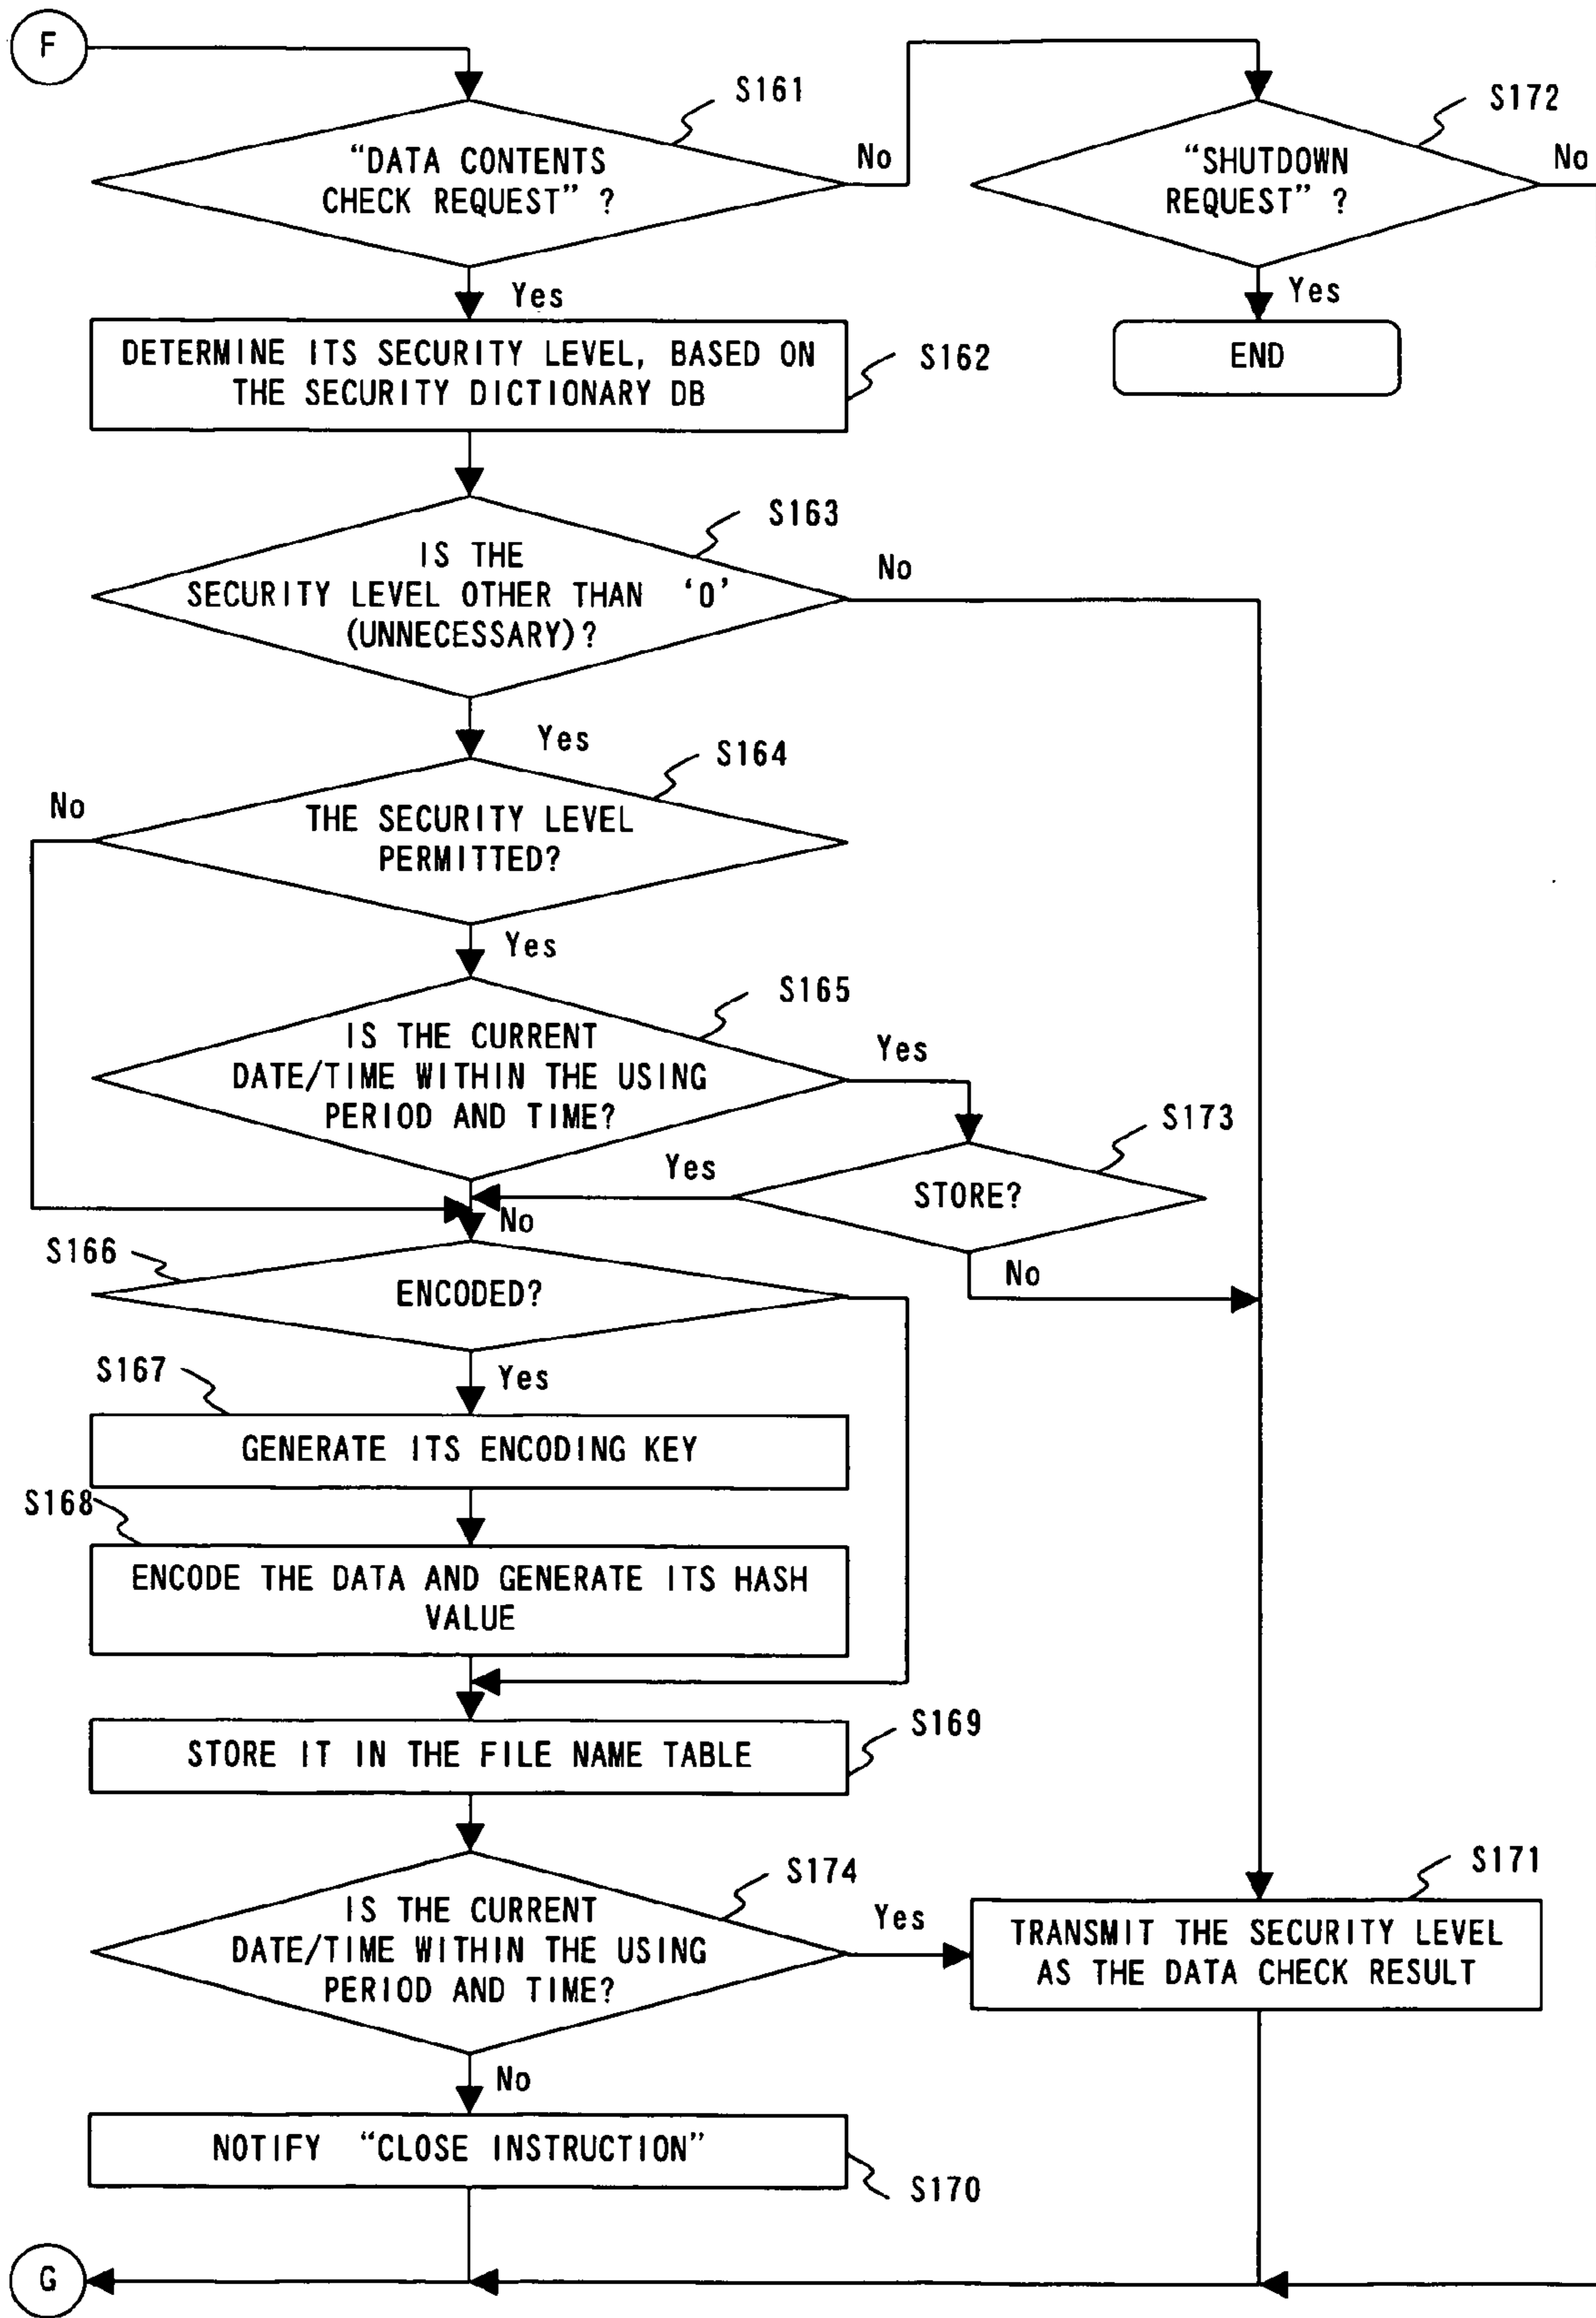 F
S161
"DATA CONTENTS
CHECK REQUEST" ?
No
S172
"SHUTDOWN
REQUEST" ?
No
Yes
Yes
END
DETERMINE ITS SECURITY LEVEL, BASED ON
THE SECURITY DICTIONARY DB
S162
S163
IS THE
SECURITY LEVEL OTHER THAN '0'
(UNNECESSARY)?
No
Yes
S164
No
THE SECURITY LEVEL
PERMITTED?
Yes
S165
IS THE CURRENT
DATE/TIME WITHIN THE USING
PERIOD AND TIME?
Yes
S173
Yes
STORE?
No
No
S166
ENCODED?
S167
Yes
GENERATE ITS ENCODING KEY
S168
ENCODE THE DATA AND GENERATE ITS HASH
VALUE
S169
STORE IT IN THE FILE NAME TABLE
S174
IS THE CURRENT
DATE/TIME WITHIN THE USING
PERIOD AND TIME?
Yes
S171
TRANSMIT THE SECURITY LEVEL
AS THE DATA CHECK RESULT
No
NOTIFY "CLOSE INSTRUCTION"
S170
G